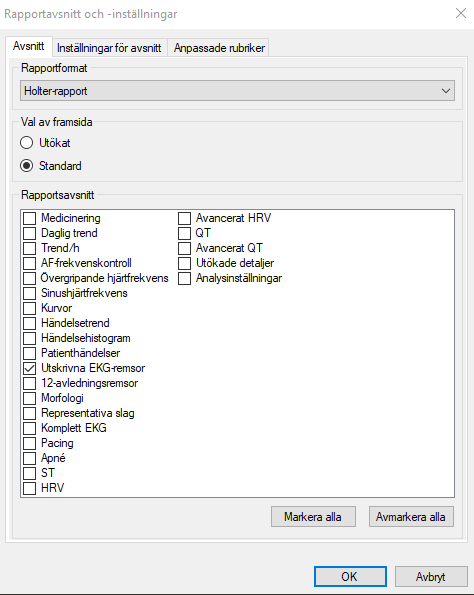 Rapportavsnitt och -inställningar
Avsnitt
Inställningar för avsnitt
Anpassade rubriker
Rapportformat
Holter-rapport
Val av framsida
Utökat
Standard
Rapportsavsnitt
Medicinering
Daglig trend
Trend/h
AF-frekvenskontroll
Övergripande hjärtfrekvens
Sinushjärtfrekvens
Kurvor
Händelsetrend
Händelsehistogram
Patienthändelser
Utskrivna EKG-remsor
12-avledningsremsor
Morfologi
Representativa slag
Komplett EKG
Pacing
Apné
ST
HRV
Avancerat HRV
QT
Avancerat QT
Utökade detaljer
Analysinställningar
Markera alla
Avmarkera alla
OK
Avbryt